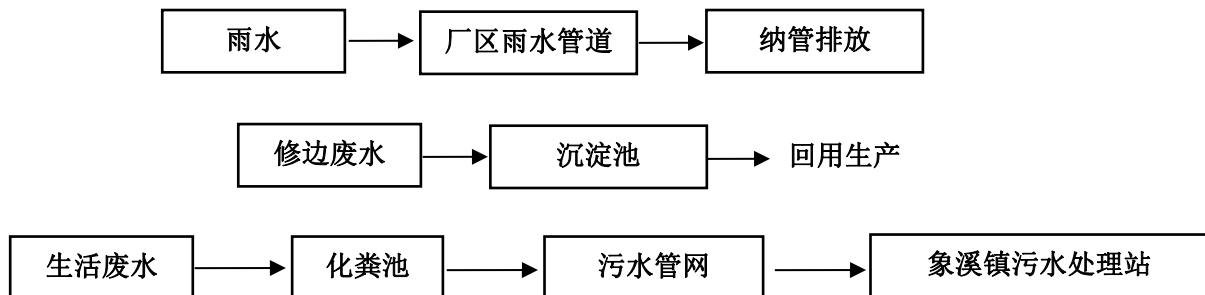 雨水 厂区雨水管道 纳管排放
修边废水 沉淀池 回用生产
生活废水 化粪池 污水管网 象溪镇污水处理站